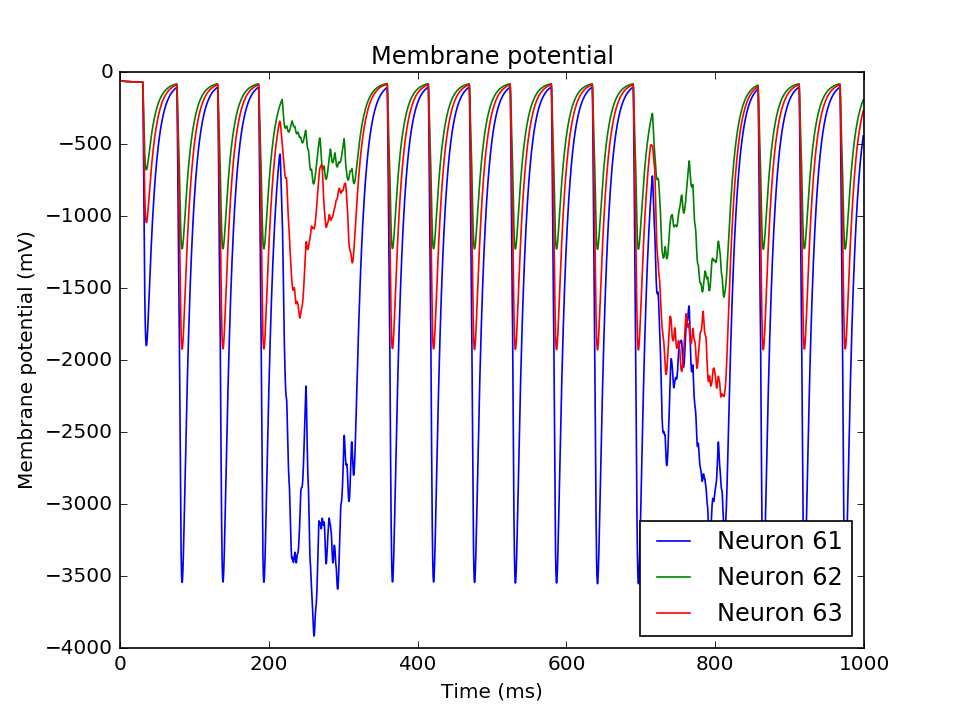 Membrane potential
0
−500
−1000
−1500
−2000
−2500
−3000
−3500
−4000
Membrane potential (mV)
Neuron 61
Neuron 62
Neuron 63
0 200 400 600 800 1000
Time (ms)